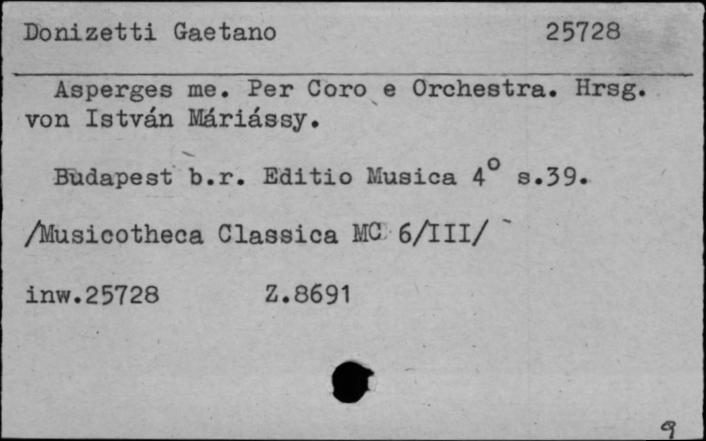 Donizetti Gaetano 25728
Asperges me. Per Coro e Orchestra. Hrsg.
von István Máriássy.
Budapest b.r. Editio Musica 4° s.39.
/Musicotheca Classica MC 6/III/
inw.25728 Z.8691
9